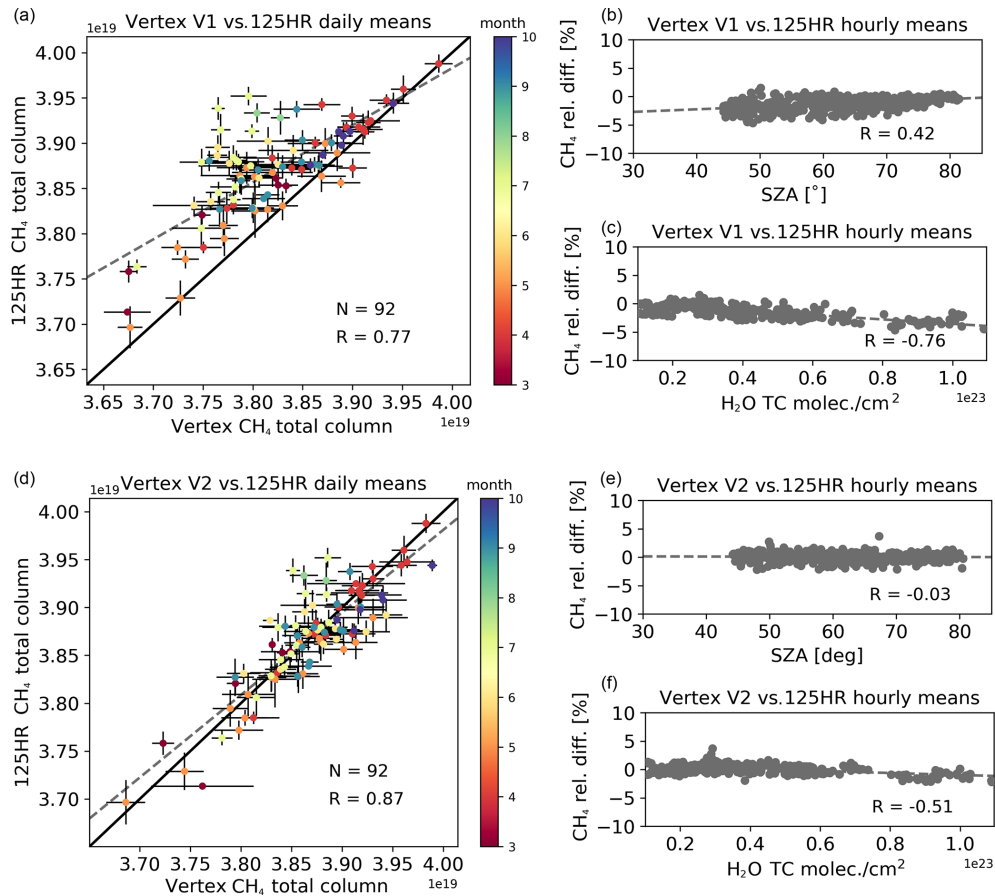 (a)
1e19
Vertex V1 vs.125HR daily means
125HR CH₄ total column
4.00
3.95
3.90
3.85
3.80
3.75
3.70
3.65
N = 92
R = 0.77
3.65 3.70 3.75 3.80 3.85 3.90 3.95 4.00
Vertex CH₄ total column
1e19
month
10
9
8
7
6
5
4
3
(b)
Vertex V1 vs.125HR hourly means
CH₄ rel. diff. [%]
10
5
0
−5
−10
R = 0.42
30 40 50 60 70 80
SZA [°]
(c)
Vertex V1 vs.125HR hourly means
CH₄ rel. diff. [%]
10
5
0
−5
−10
R = -0.76
0.2 0.4 0.6 0.8 1.0
H₂O TC molec./cm²
1e23
(d)
1e19
Vertex V2 vs.125HR daily means
125HR CH₄ total column
4.00
3.95
3.90
3.85
3.80
3.75
3.70
N = 92
R = 0.87
3.70 3.75 3.80 3.85 3.90 3.95 4.00
Vertex CH₄ total column
1e19
month
10
9
8
7
6
5
4
3
(e)
Vertex V2 vs.125HR hourly means
CH₄ rel. diff. [%]
10
5
0
−5
−10
R = -0.03
30 40 50 60 70 80
SZA [deg]
(f)
Vertex V2 vs.125HR hourly means
CH₄ rel. diff. [%]
10
5
0
−5
−10
R = -0.51
0.2 0.4 0.6 0.8 1.0
H₂O TC molec./cm²
1e23